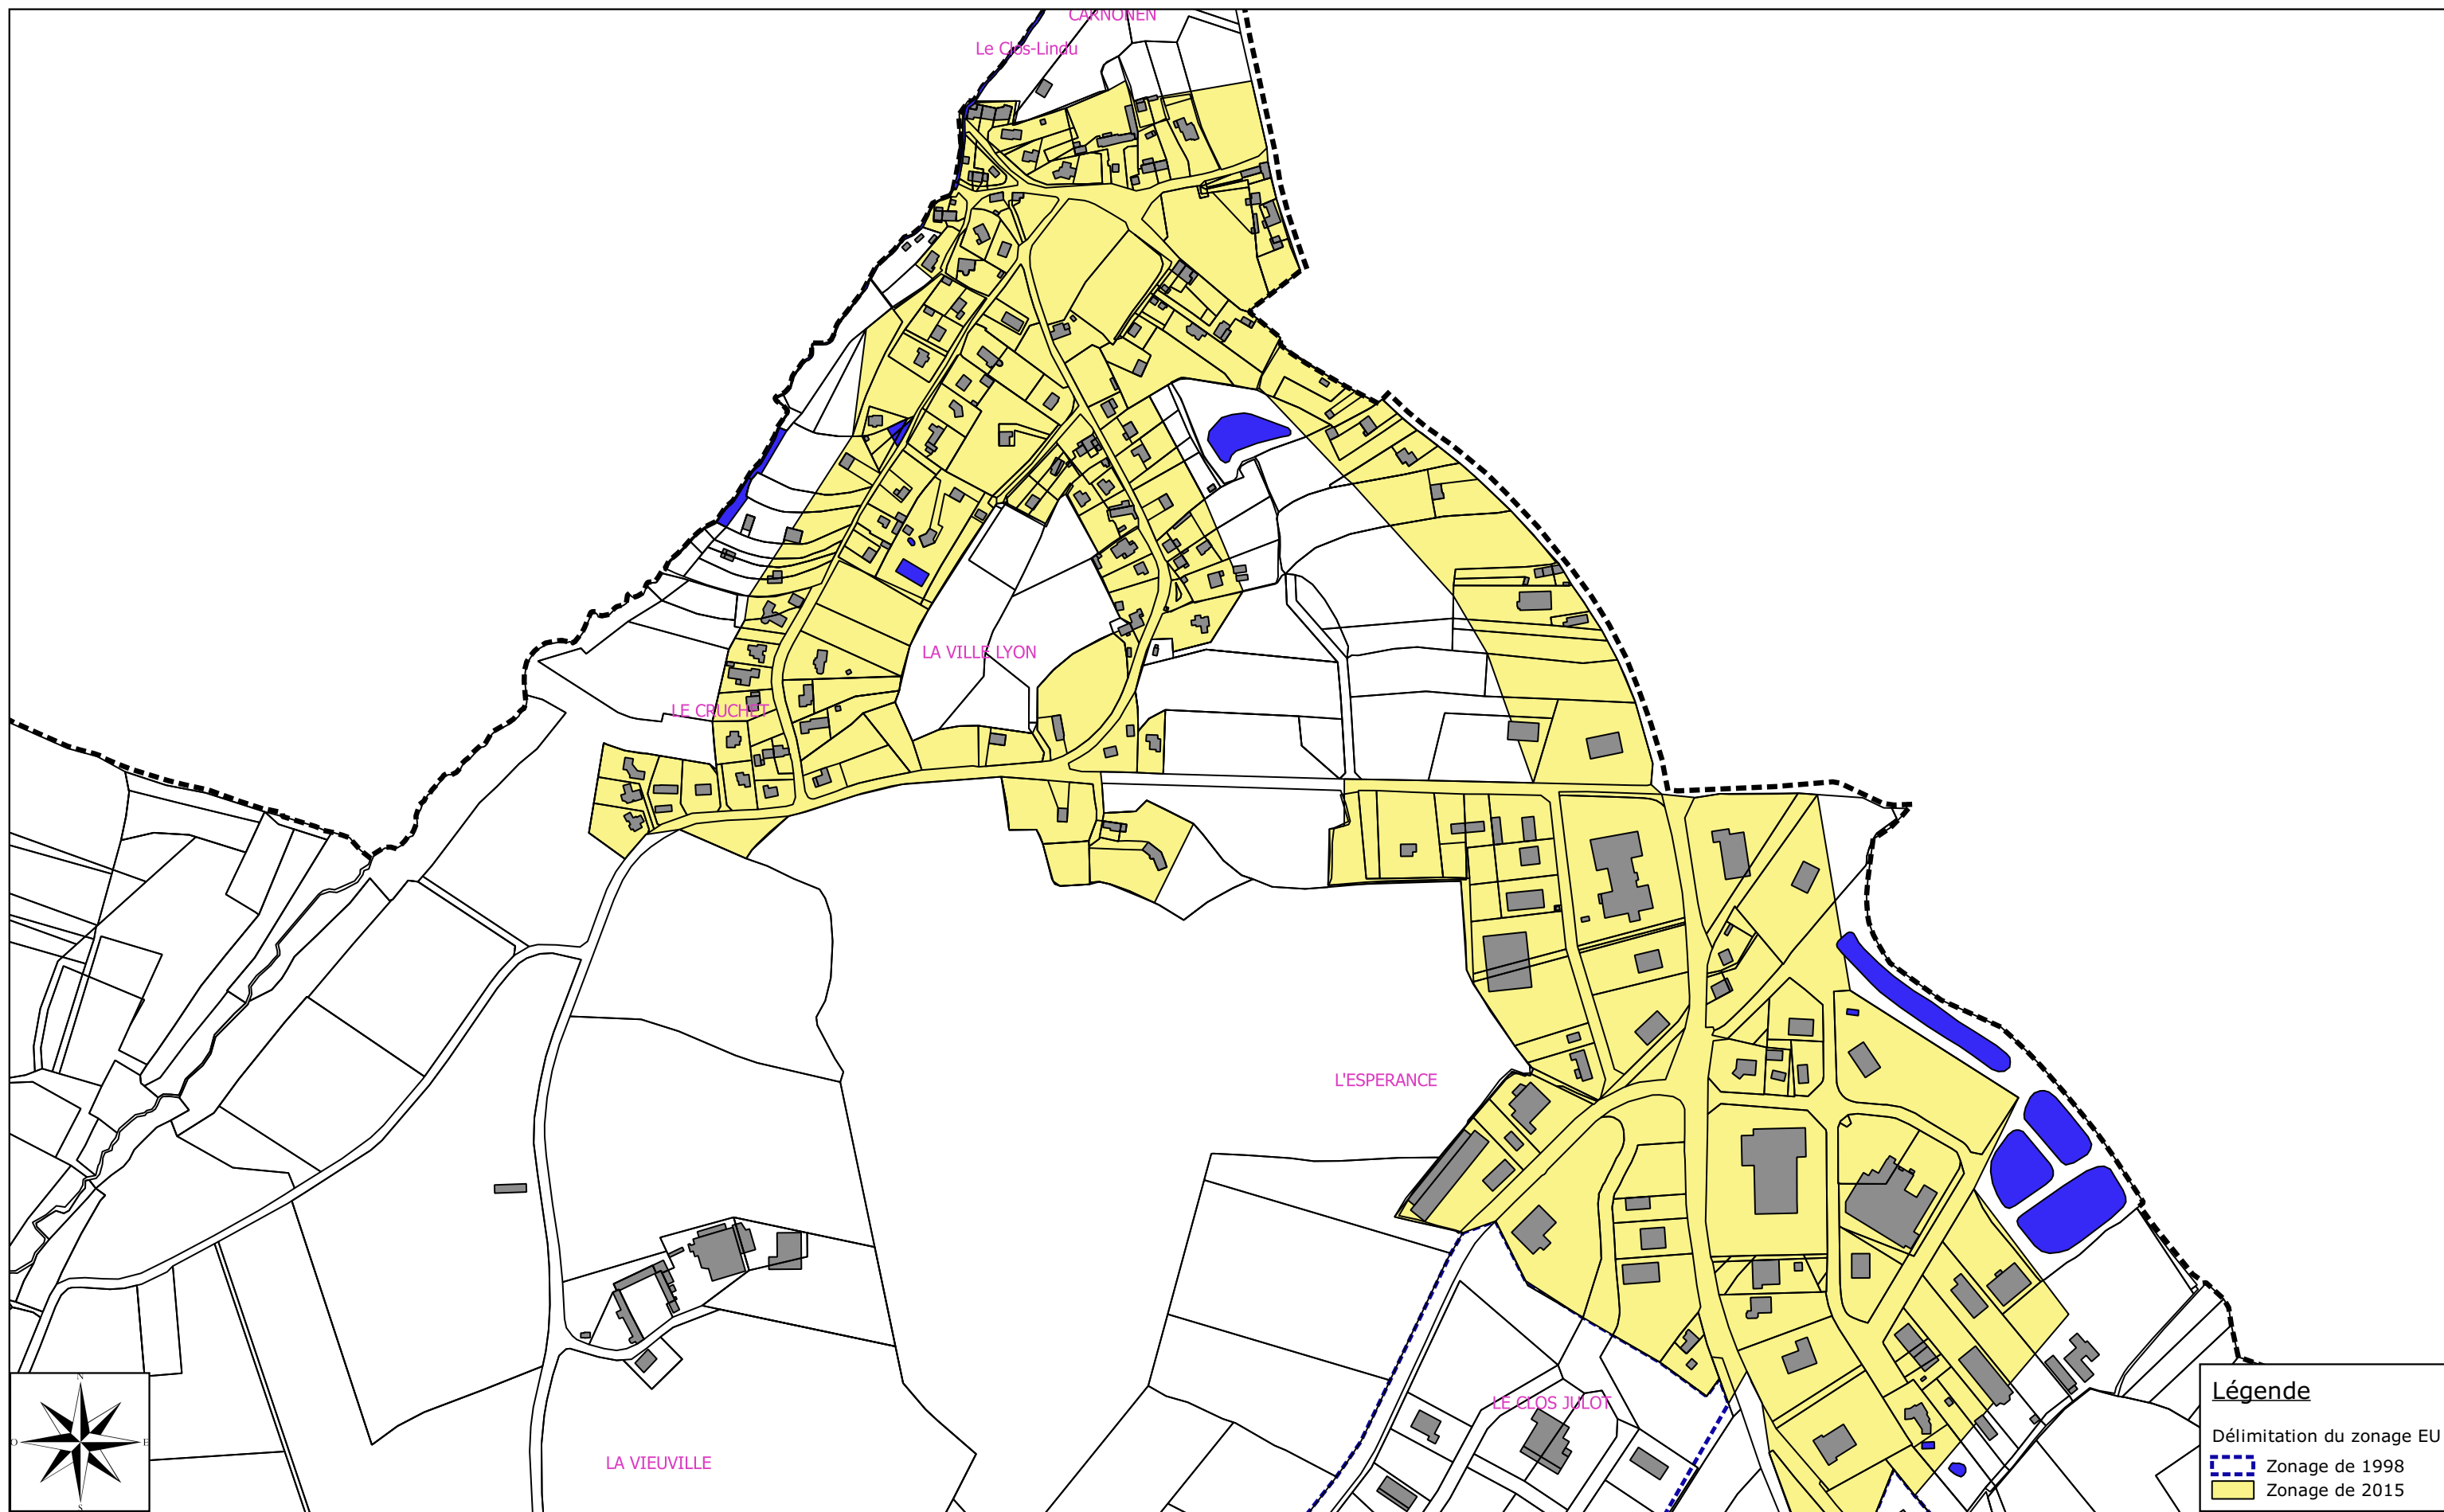 CARNONEN
Le Clos-Lindu
LA VILLE LYON
LE CRUCHET
L'ESPERANCE
LE CLOS JULOT
LA VIEUVILLE
N
O
E
S
Légende
Délimitation du zonage EU
Zonage de 1998
Zonage de 2015